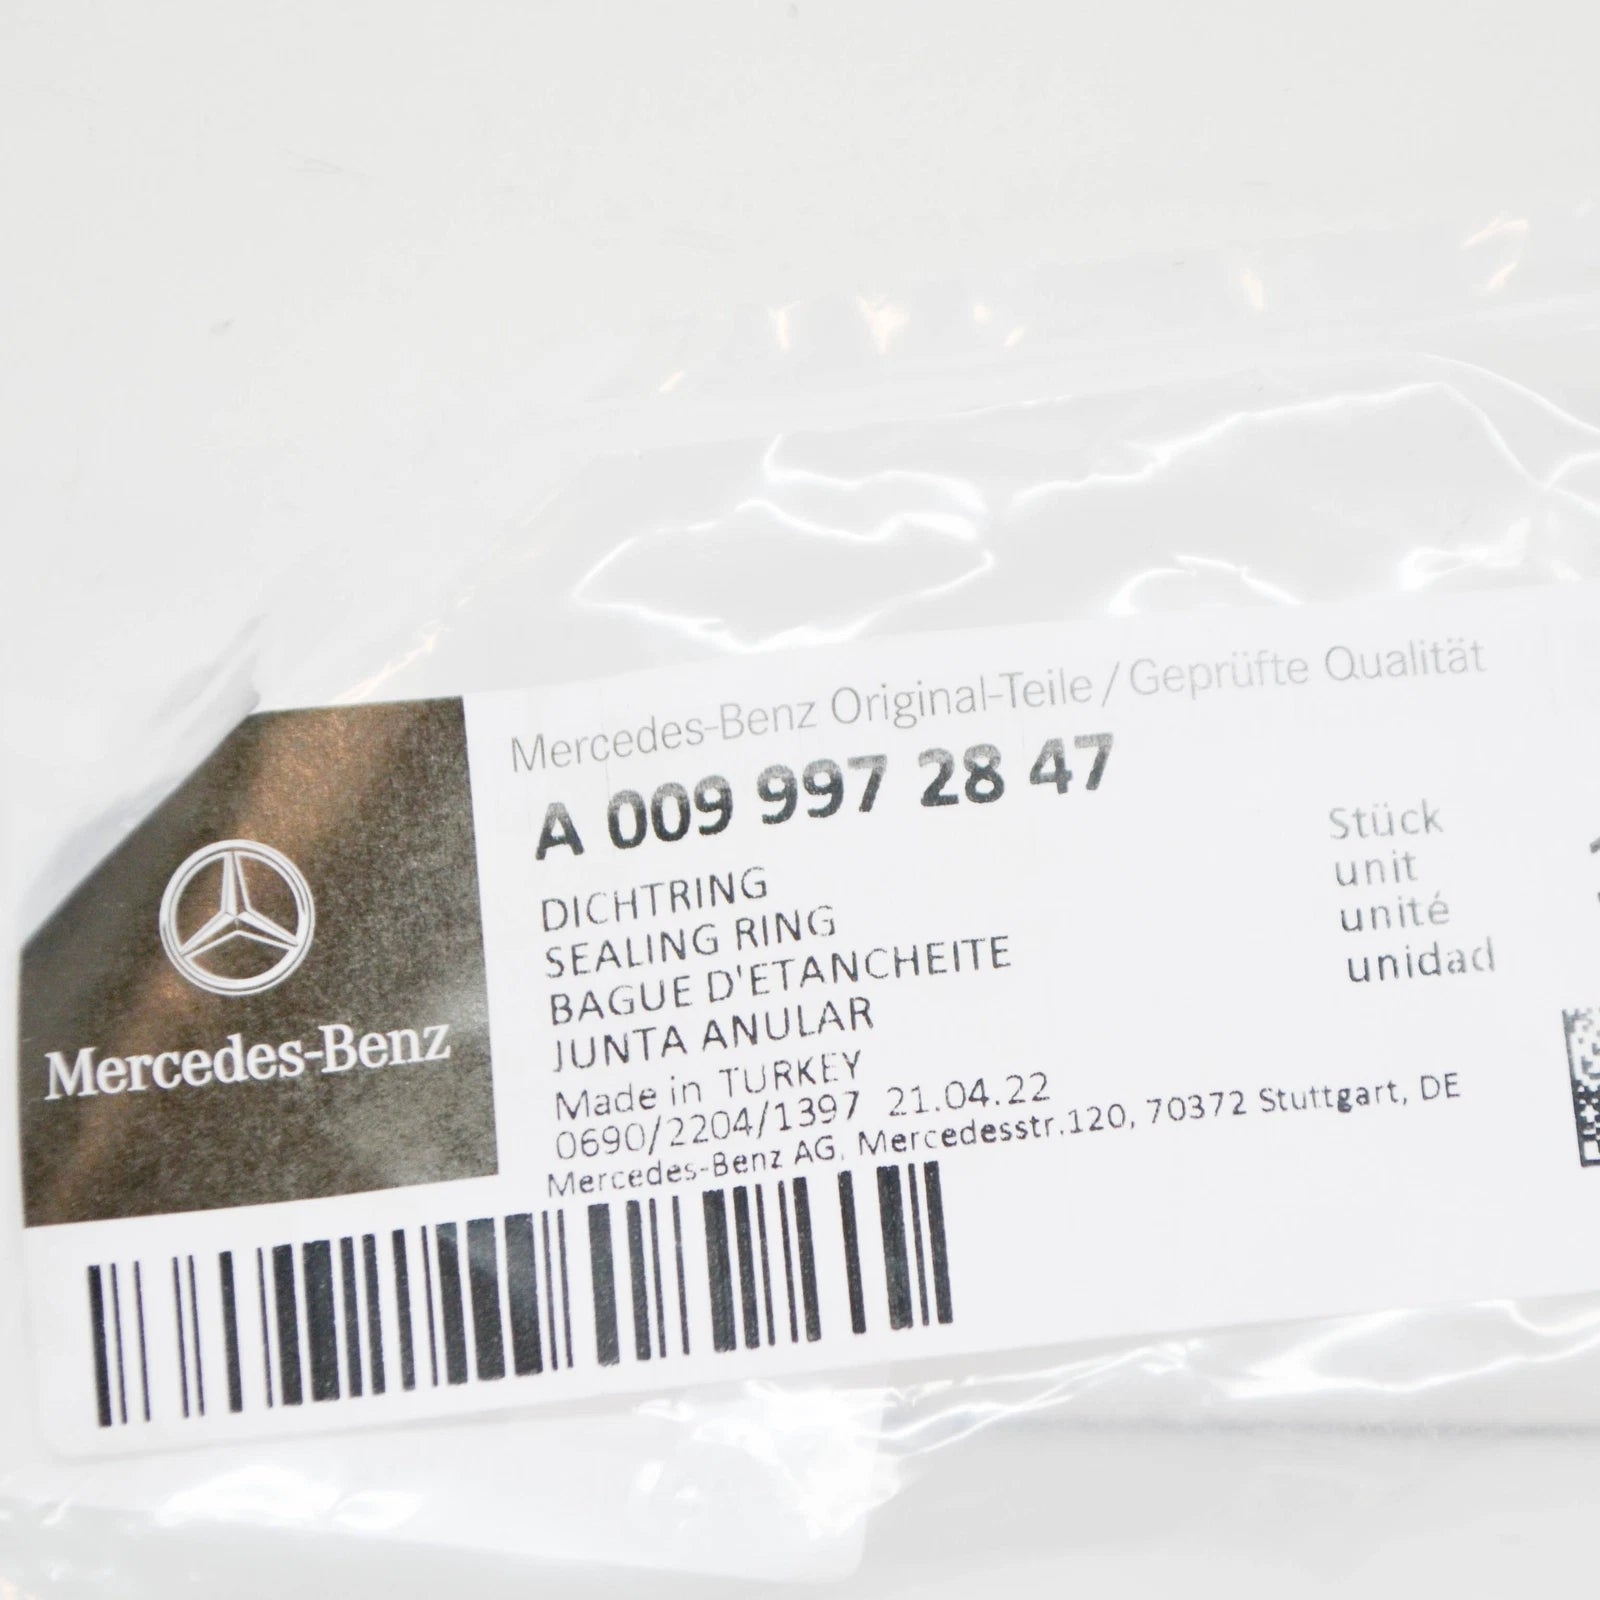 Mercedes-Benz Original-Teile / Geprüfte Qualität
A 009 997 28 47
DICHTRING
SEALING RING
BAGUE D'ETANCHEITE
JUNTA ANULAR
Stück
unit
unité
unidad
Made in TURKEY
0690/2204/1397 21.04.22
Mercedes-Benz AG, Mercedesstr.120, 70372 Stuttgart, DE
Mercedes-Benz